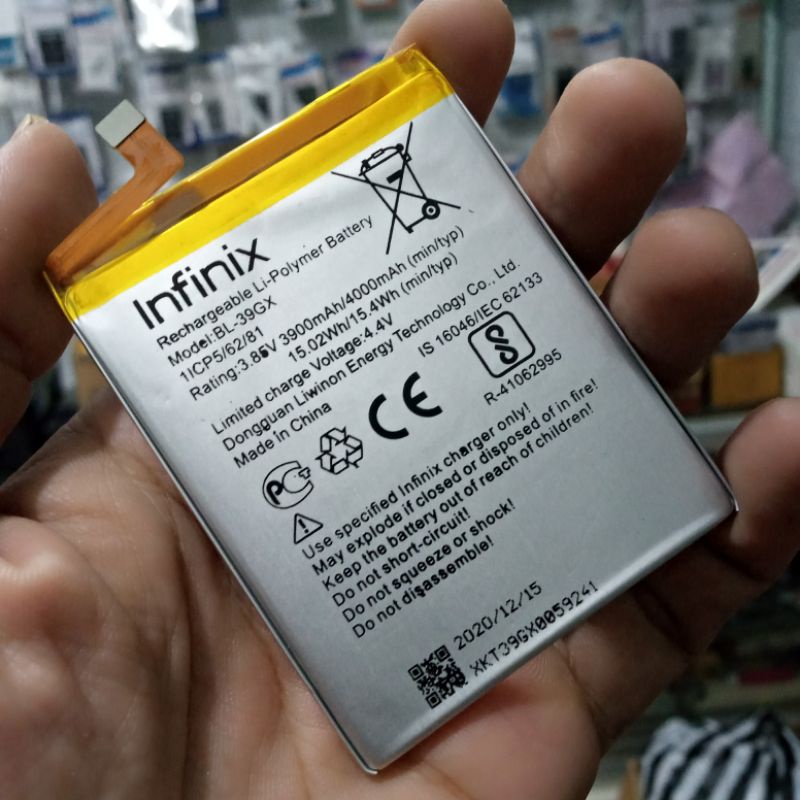 Infinix
Rechargeable Li-Polymer Battery
Model:BL-39GX
1ICP5/62/81
Rating:3.85V 3900mAh/4000mAh (min/typ)
15.02Wh/15.4Wh (min/typ)
Limited charge Voltage:4.4V
Dongguan Liwinon Energy Technology Co., Ltd.
Made in China
IS 16046/IEC 62133
R-41062995
CE
PC
Use specified Infinix charger only!
May explode if closed or disposed of in fire!
Keep the battery out of reach of children!
Do not short-circuit!
Do not squeeze or shock!
Do not disassemble!
2020/12/15
XKT39GX0059241